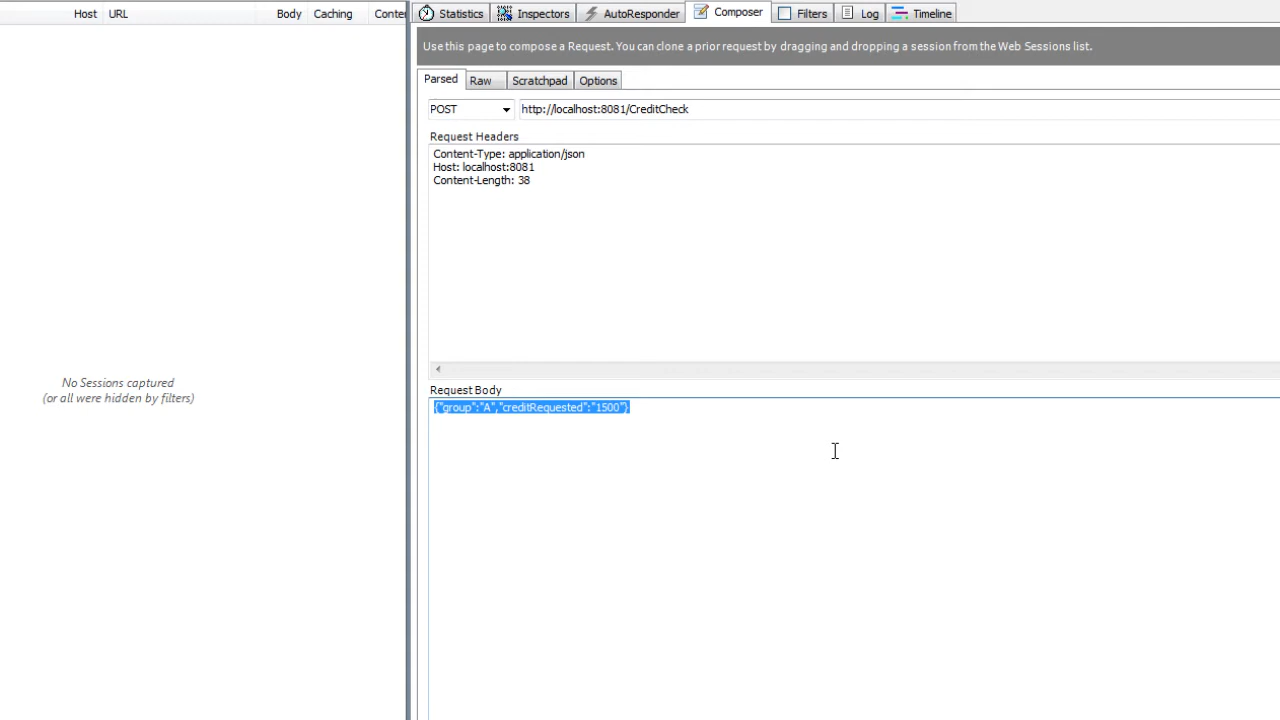 Host URL Body Caching
Statistics Inspectors AutoResponder Composer Filters Log Timeline
Use this page to compose a Request. You can clone a prior request by dragging and dropping a session from the Web Sessions list.
Parsed Raw Scratchpad Options
POST http://localhost:8081/CreditCheck
Request Headers
Content-Type: application/json
Host: localhost:8081
Content-Length: 38
No Sessions captured
(or all were hidden by filters)
Request Body
{"group":"A","creditRequested":"1500"}